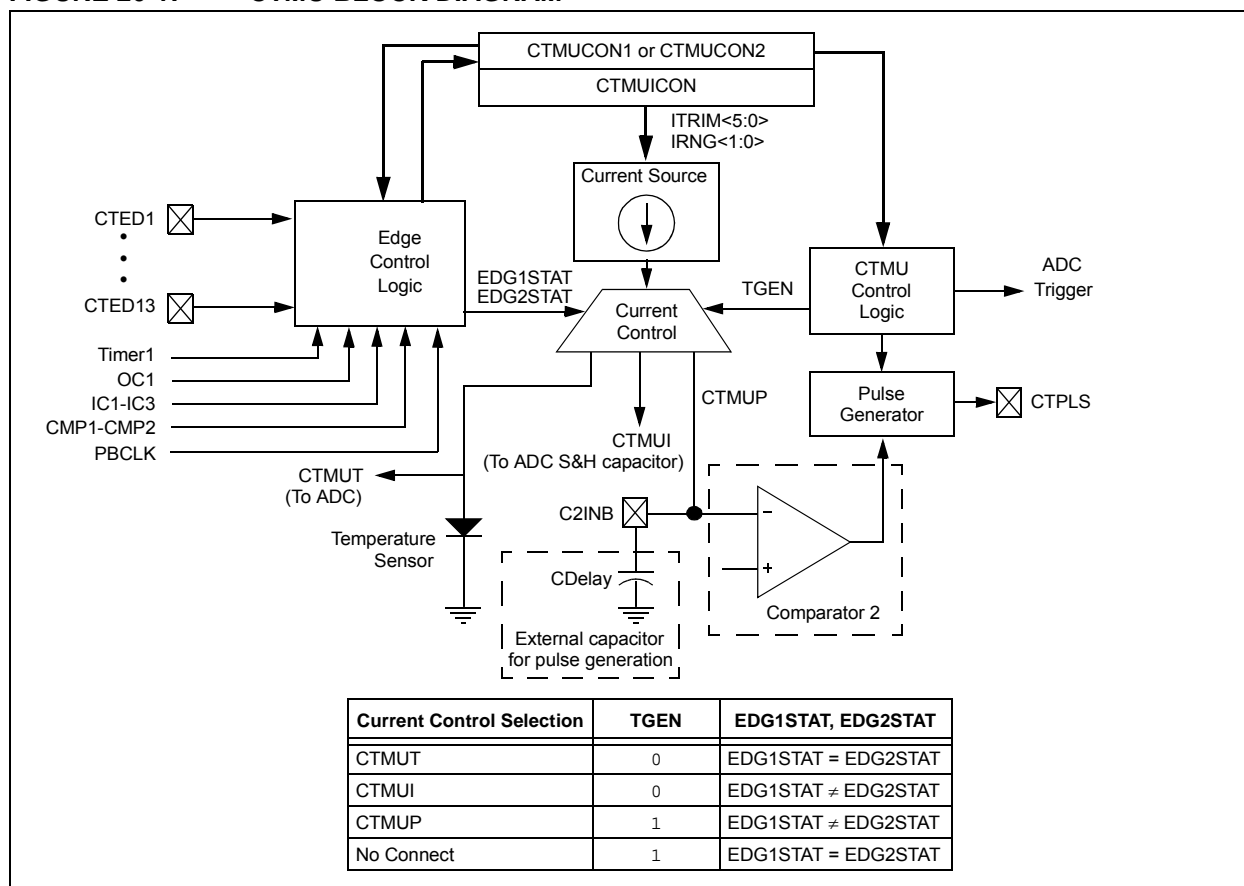 CTMUCON1 or CTMUCON2
CTMUICON
ITRIM<5:0>
IRNG<1:0>
Current Source
CTED1
•
•
•
CTED13
Edge
Control
Logic
EDG1STAT
EDG2STAT
Current
Control
TGEN
CTMU
Control
Logic
ADC
Trigger
Timer1
OC1
IC1-IC3
CMP1-CMP2
PBCLK
CTMUP
Pulse
Generator
CTPLS
CTMUT
(To ADC)
CTMUI
(To ADC S&H capacitor)
C2INB
Temperature
Sensor
CDelay
–
+
Comparator 2
External capacitor
for pulse generation
Current Control Selection TGEN EDG1STAT, EDG2STAT
CTMUT 0 EDG1STAT = EDG2STAT
CTMUI 0 EDG1STAT ≠ EDG2STAT
CTMUP 1 EDG1STAT ≠ EDG2STAT
No Connect 1 EDG1STAT = EDG2STAT